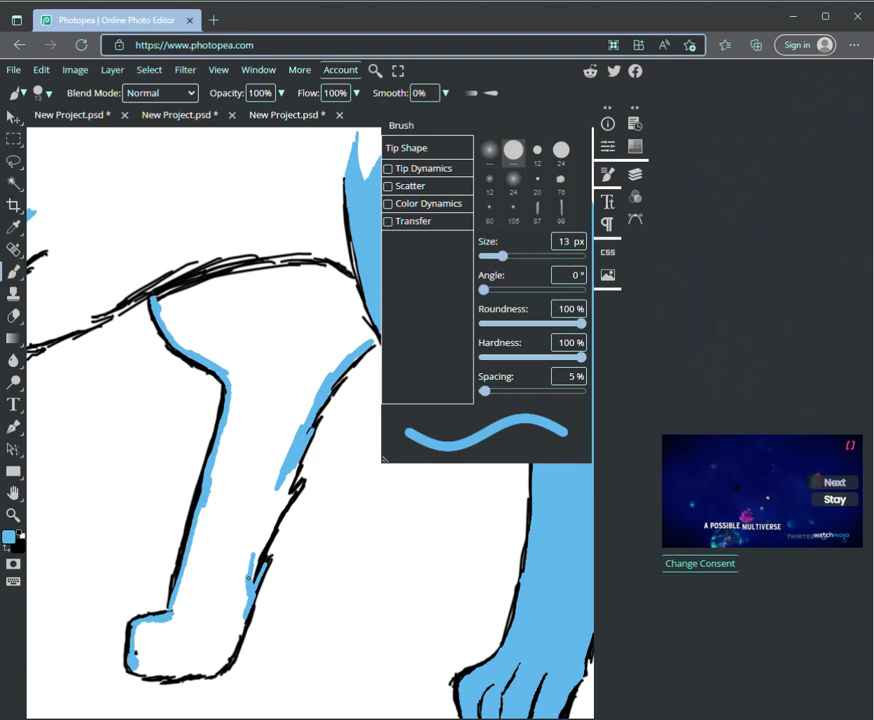 Photopea | Online Photo Editor
https://www.photopea.com
Sign in
File Edit Image Layer Select Filter View Window More Account
13
Blend Mode: Normal Opacity: 100% Flow: 100% Smooth: 0%
New Project.psd * New Project.psd * New Project.psd *
Brush
Tip Shape
Tip Dynamics
Scatter
Color Dynamics
Transfer
--- --- 12 24
12 24 20 76
80 105 87 99
Size: 13 px
Angle: 0 °
Roundness: 100 %
Hardness: 100 %
Spacing: 5 %
CSS
Next
Stay
A POSSIBLE MULTIVERSE
THIRTEE
watchmojo
Change Consent